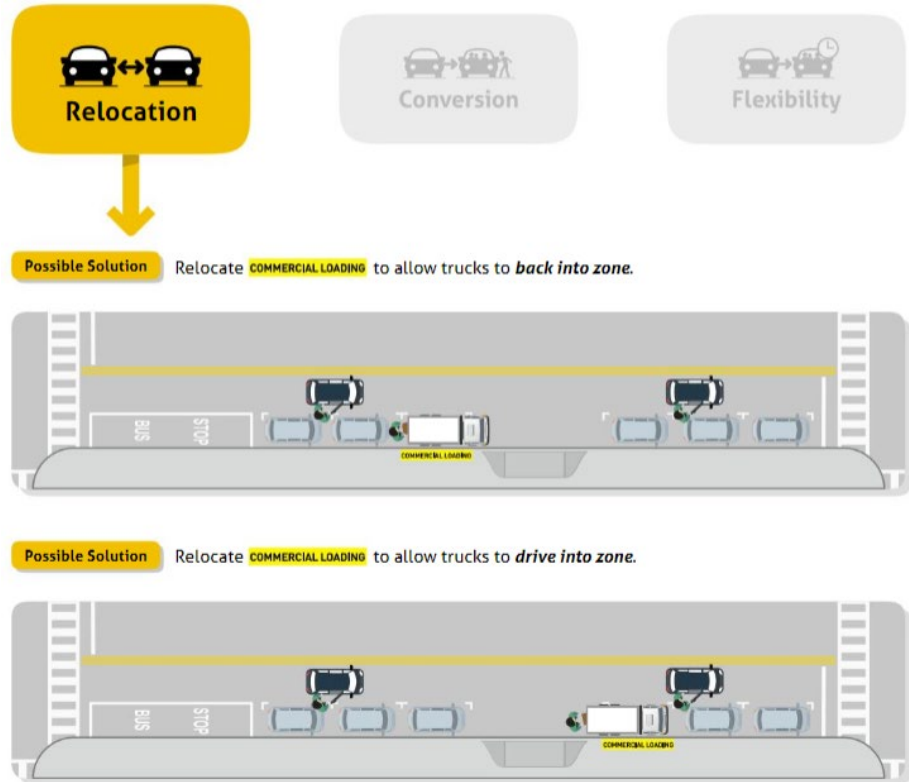 Relocation
Conversion
Flexibility
Possible Solution Relocate COMMERCIAL LOADING to allow trucks to back into zone.
BUS STOP
COMMERCIAL LOADING
Possible Solution Relocate COMMERCIAL LOADING to allow trucks to drive into zone.
BUS STOP
COMMERCIAL LOADING